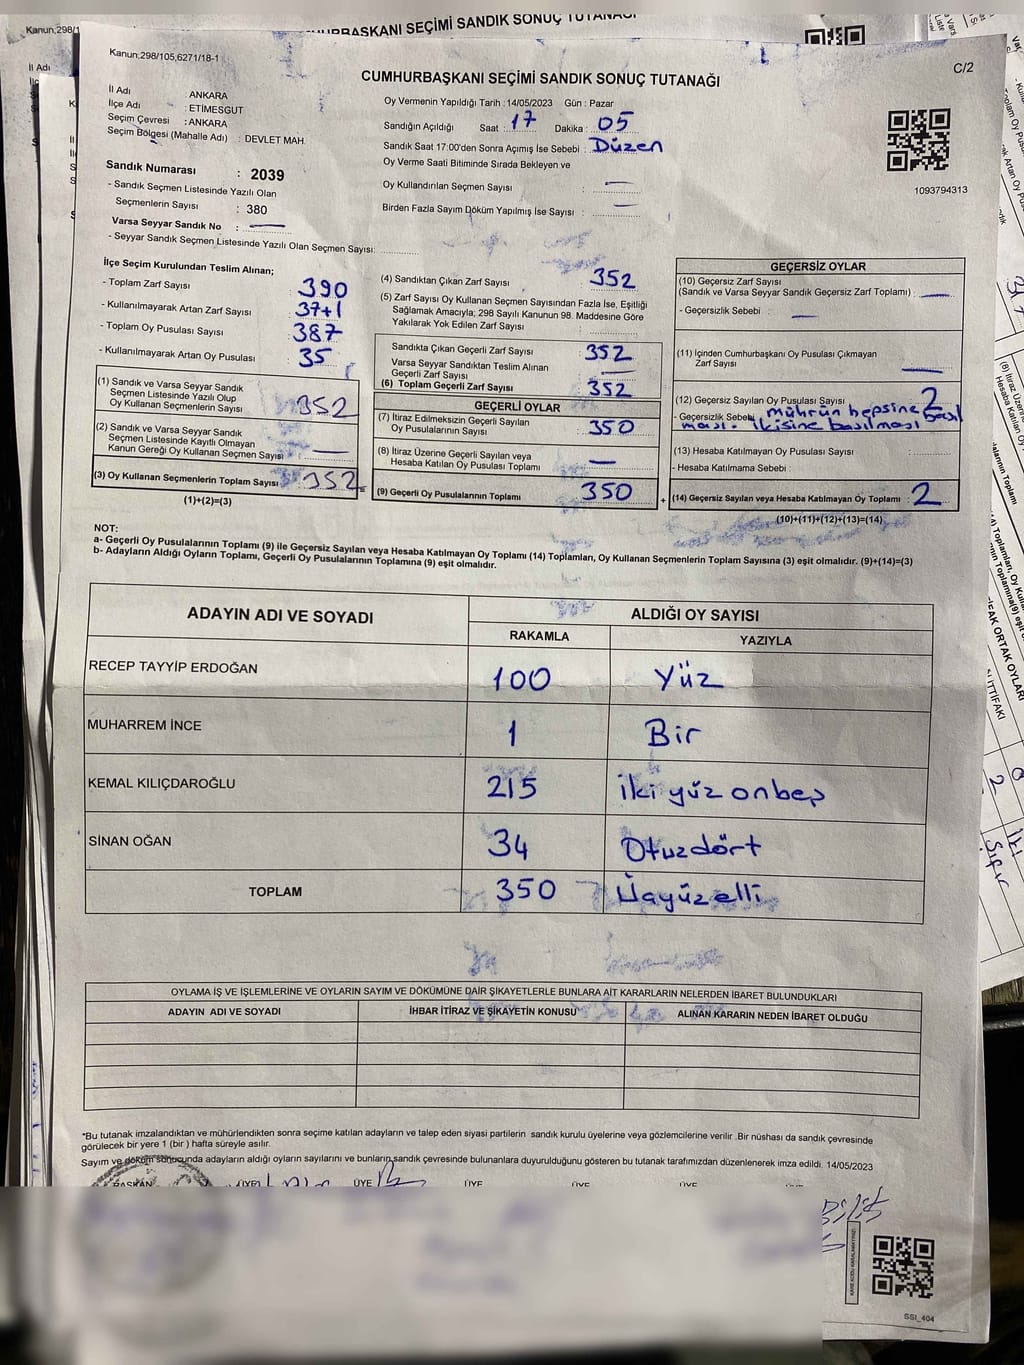 CUMHURBAŞKANI SEÇİMİ SANDIK SONUÇ
Kanun,298/1
Kanun,298/105,6271/18-1
C/2
CUMHURBAŞKANI SEÇİMİ SANDIK SONUÇ TUTANAĞI
İl Adı : ANKARA
İlçe Adı : ETİMESGUT
Seçim Çevresi : ANKARA
Seçim Bölgesi (Mahalle Adı) : DEVLET MAH.
Oy Vermenin Yapıldığı Tarih : 14/05/2023 Gün : Pazar
Sandığın Açıldığı Saat : 17 Dakika : 05
Sandık Saat 17:00'den Sonra Açımış İse Sebebi : Düzen
Oy Verme Saati Bitiminde Sırada Bekleyen ve
Oy Kullandırılan Seçmen Sayısı : —
Birden Fazla Sayım Döküm Yapılmış İse Sayısı : —
1093794313
Sandık Numarası : 2039
- Sandık Seçmen Listesinde Yazılı Olan
Seçmenlerin Sayısı : 380
Varsa Seyyar Sandık No : —
- Seyyar Sandık Seçmen Listesinde Yazılı Olan Seçmen Sayısı:
İlçe Seçim Kurulundan Teslim Alınan;
- Toplam Zarf Sayısı : 390
- Kullanılmayarak Artan Zarf Sayısı : 37+1
- Toplam Oy Pusulası Sayısı : 387
- Kullanılmayarak Artan Oy Pusulası : 35
(1) Sandık ve Varsa Seyyar Sandık
Seçmen Listesinde Yazılı Olup
Oy Kullanan Seçmenlerin Sayısı : 352
(2) Sandık ve Varsa Seyyar Sandık
Seçmen Listesinde Kayıtlı Olmayan
Kanun Gereği Oy Kullanan Seçmen Sayısı : —
(3) Oy Kullanan Seçmenlerin Toplam Sayısı : 352
(1)+(2)=(3)
(4) Sandıktan Çıkan Zarf Sayısı : 352
(5) Zarf Sayısı Oy Kullanan Seçmen Sayısından Fazla İse, Eşitliği
Sağlamak Amacıyla; 298 Sayılı Kanunun 98. Maddesine Göre
Yakılarak Yok Edilen Zarf Sayısı :
Sandıkta Çıkan Geçerli Zarf Sayısı : 352
Varsa Seyyar Sandıktan Teslim Alınan
Geçerli Zarf Sayısı : —
(6) Toplam Geçerli Zarf Sayısı : 352
GEÇERLİ OYLAR
(7) İtiraz Edilmeksizin Geçerli Sayılan
Oy Pusulalarının Sayısı : 350
(8) İtiraz Üzerine Geçerli Sayılan veya
Hesaba Katılan Oy Pusulası Toplamı : —
(9) Geçerli Oy Pusulalarının Toplamı : 350
+
GEÇERSİZ OYLAR
(10) Geçersiz Zarf Sayısı
(Sandık ve Varsa Seyyar Sandık Geçersiz Zarf Toplamı) : —
- Geçersizlik Sebebi : —
(11) İçinden Cumhurbaşkanı Oy Pusulası Çıkmayan
Zarf Sayısı : —
(12) Geçersiz Sayılan Oy Pusulası Sayısı : 2
- Geçersizlik Sebebi : mührün hepsine basıl
ması. ikisine basılması
(13) Hesaba Katılmayan Oy Pusulası Sayısı :
- Hesaba Katılmama Sebebi :
(14) Geçersiz Sayılan veya Hesaba Katılmayan Oy Toplamı : 2
(10)+(11)+(12)+(13)=(14)
NOT:
a- Geçerli Oy Pusulalarının Toplamı (9) ile Geçersiz Sayılan veya Hesaba Katılmayan Oy Toplamı (14) Toplamları, Oy Kullanan Seçmenlerin Toplam Sayısına (3) eşit olmalıdır. (9)+(14)=(3)
b- Adayların Aldığı Oyların Toplamı, Geçerli Oy Pusulalarının Toplamına (9) eşit olmalıdır.
ADAYIN ADI VE SOYADI ALDIĞI OY SAYISI
RAKAMLA YAZIYLA
RECEP TAYYİP ERDOĞAN 100 Yüz
MUHARREM İNCE 1 Bir
KEMAL KILIÇDAROĞLU 215 iki yüz onbeş
SİNAN OĞAN 34 Otuzdört
TOPLAM 350 Üçyüzelli
OYLAMA İŞ VE İŞLEMLERİNE VE OYLARIN SAYIM VE DÖKÜMÜNE DAİR ŞİKAYETLERLE BUNLARA AİT KARARLARIN NELERDEN İBARET BULUNDUKLARI
ADAYIN ADI VE SOYADI İHBAR İTİRAZ VE ŞİKAYETİN KONUSU ALINAN KARARIN NEDEN İBARET OLDUĞU
*Bu tutanak imzalandıktan ve mühürlendikten sonra seçime katılan adayların ve talep eden siyasi partilerin sandık kurulu üyelerine veya gözlemcilerine verilir .Bir nüshası da sandık çevresinde
görülecek bir yere 1 (bir ) hafta süreyle asılır.
Sayım ve döküm sonucunda adayların aldığı oyların sayılarını ve bunların sandık çevresinde bulunanlara duyurulduğunu gösteren bu tutanak tarafımızdan düzenlenerek imza edildi. 14/05/2023
BAŞKAN ÜYE ÜYE ÜYE ÜYE ÜYE
SSI_404